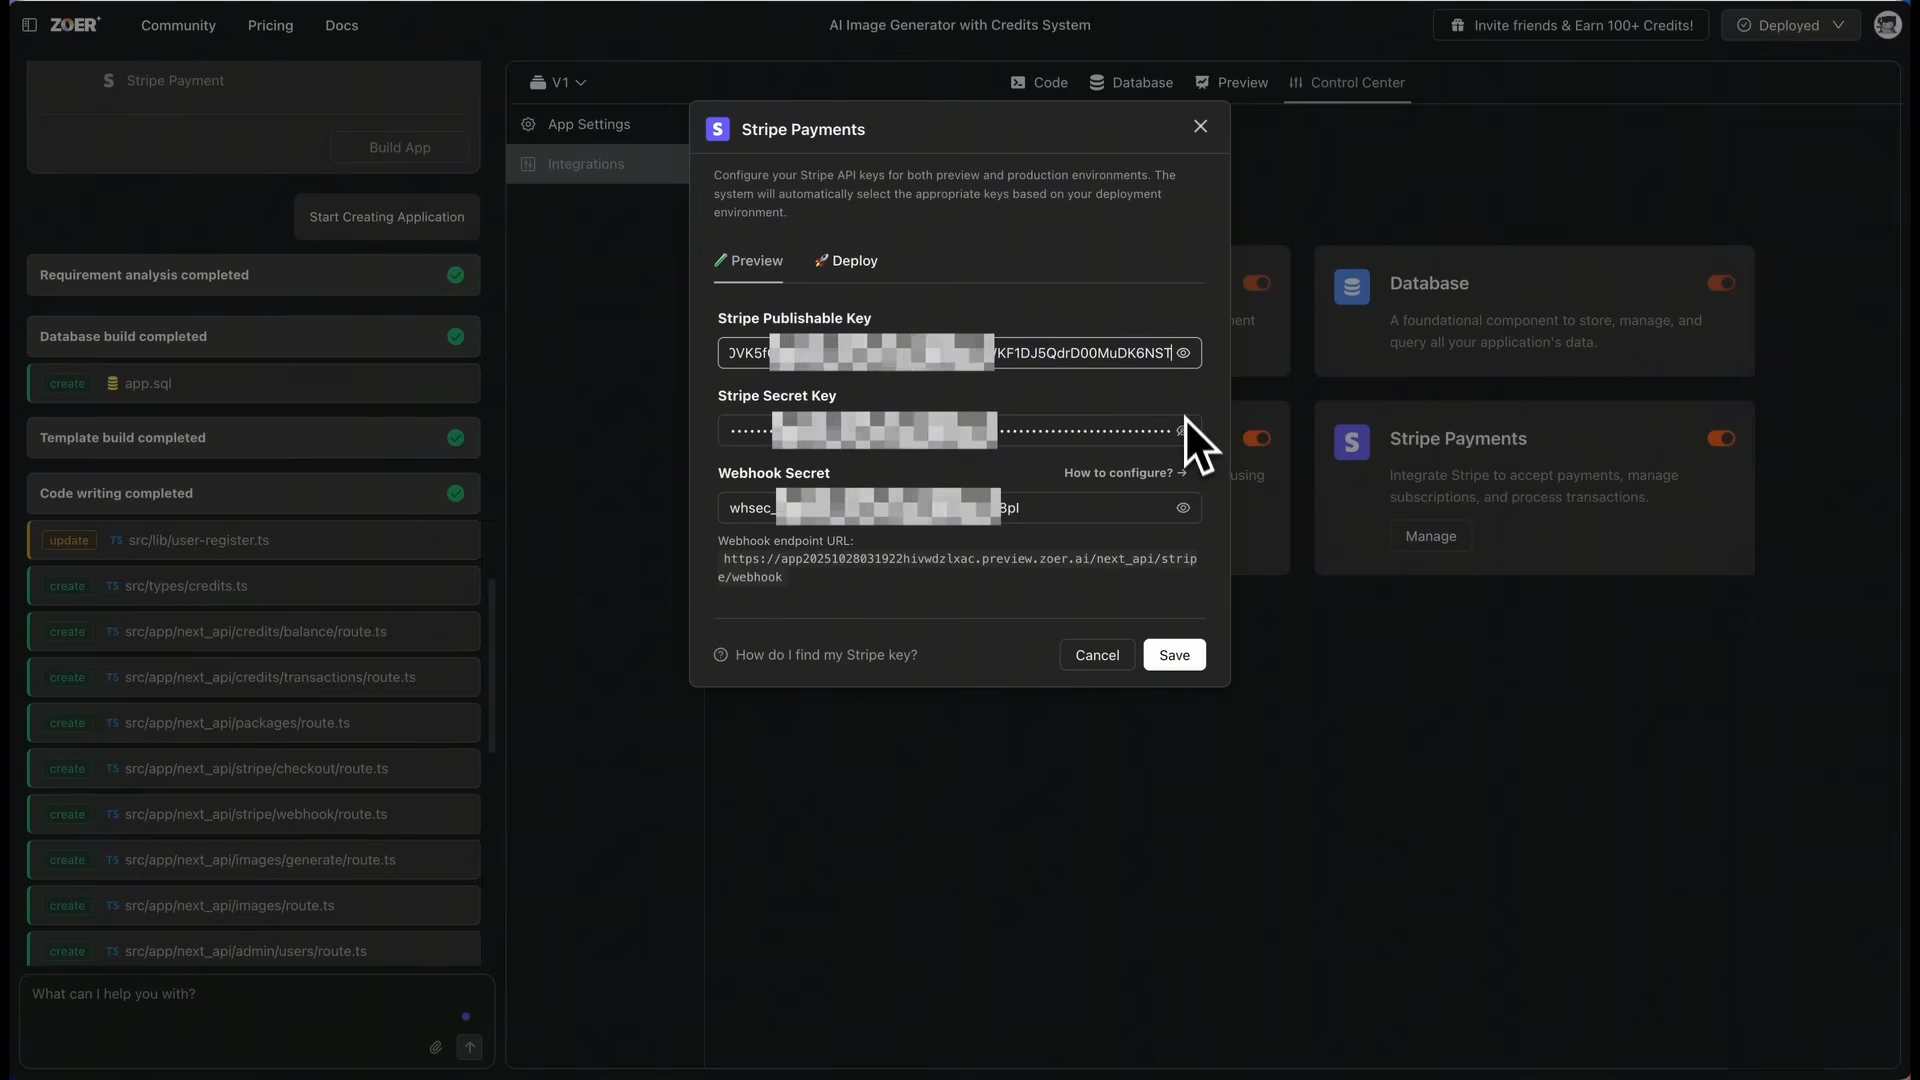 ZOER+
Community
Pricing
Docs
AI Image Generator with Credits System
Invite friends & Earn 100+ Credits!
Deployed
S Stripe Payment
Build App
Start Creating Application
Requirement analysis completed
Database build completed
create app.sql
Template build completed
Code writing completed
update TS src/lib/user-register.ts
create TS src/types/credits.ts
create TS src/app/next_api/credits/balance/route.ts
create TS src/app/next_api/credits/transactions/route.ts
create TS src/app/next_api/packages/route.ts
create TS src/app/next_api/stripe/checkout/route.ts
create TS src/app/next_api/stripe/webhook/route.ts
create TS src/app/next_api/images/generate/route.ts
create TS src/app/next_api/images/route.ts
create TS src/app/next_api/admin/users/route.ts
What can I help you with?
V1
Code
Database
Preview
Control Center
App Settings
Integrations
S Stripe Payments
Configure your Stripe API keys for both preview and production environments. The
system will automatically select the appropriate keys based on your deployment
environment.
Preview
Deploy
Stripe Publishable Key
KF1DJ5QdrD00MuDK6NST
Stripe Secret Key
Webhook Secret
How to configure? →
whsec_
Webhook endpoint URL:
https://app20251028031922hivwdzlxac.preview.zoer.ai/next_api/strip
e/webhook
How do I find my Stripe key?
Cancel
Save
Database
A foundational component to store, manage, and
query all your application's data.
S Stripe Payments
Integrate Stripe to accept payments, manage
subscriptions, and process transactions.
Manage
using